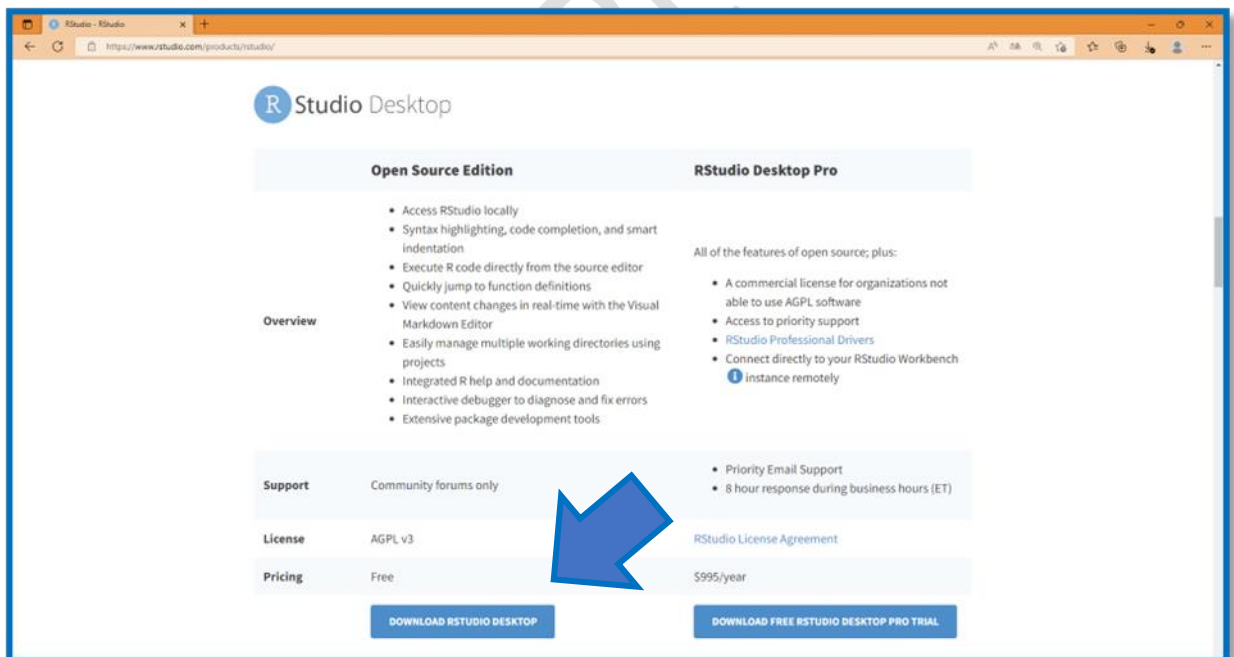 RStudio - RStudio
https://www.rstudio.com/products/rstudio/
R Studio Desktop
Open Source Edition
RStudio Desktop Pro
Overview
• Access RStudio locally
• Syntax highlighting, code completion, and smart
indentation
• Execute R code directly from the source editor
• Quickly jump to function definitions
• View content changes in real-time with the Visual
Markdown Editor
• Easily manage multiple working directories using
projects
• Integrated R help and documentation
• Interactive debugger to diagnose and fix errors
• Extensive package development tools
All of the features of open source; plus:
• A commercial license for organizations not
able to use AGPL software
• Access to priority support
• RStudio Professional Drivers
• Connect directly to your RStudio Workbench
i instance remotely
Support
Community forums only
• Priority Email Support
• 8 hour response during business hours (ET)
License
AGPL v3
RStudio License Agreement
Pricing
Free
$995/year
DOWNLOAD RSTUDIO DESKTOP
DOWNLOAD FREE RSTUDIO DESKTOP PRO TRIAL